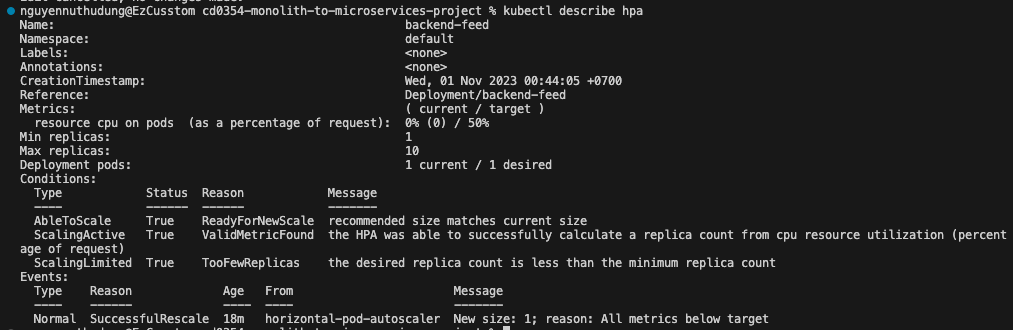 nguyennuthudung@EzCusstom cd0354-monolith-to-microservices-project % kubectl describe hpa
Name: backend-feed
Namespace: default
Labels: <none>
Annotations: <none>
CreationTimestamp: Wed, 01 Nov 2023 00:44:05 +0700
Reference: Deployment/backend-feed
Metrics: ( current / target )
resource cpu on pods (as a percentage of request): 0% (0) / 50%
Min replicas: 1
Max replicas: 10
Deployment pods: 1 current / 1 desired
Conditions:
Type Status Reason Message
---- ------ ------ -------
AbleToScale True ReadyForNewScale recommended size matches current size
ScalingActive True ValidMetricFound the HPA was able to successfully calculate a replica count from cpu resource utilization (percent
age of request)
ScalingLimited True TooFewReplicas the desired replica count is less than the minimum replica count
Events:
Type Reason Age From Message
---- ------ ---- ---- -------
Normal SuccessfulRescale 18m horizontal-pod-autoscaler New size: 1; reason: All metrics below target